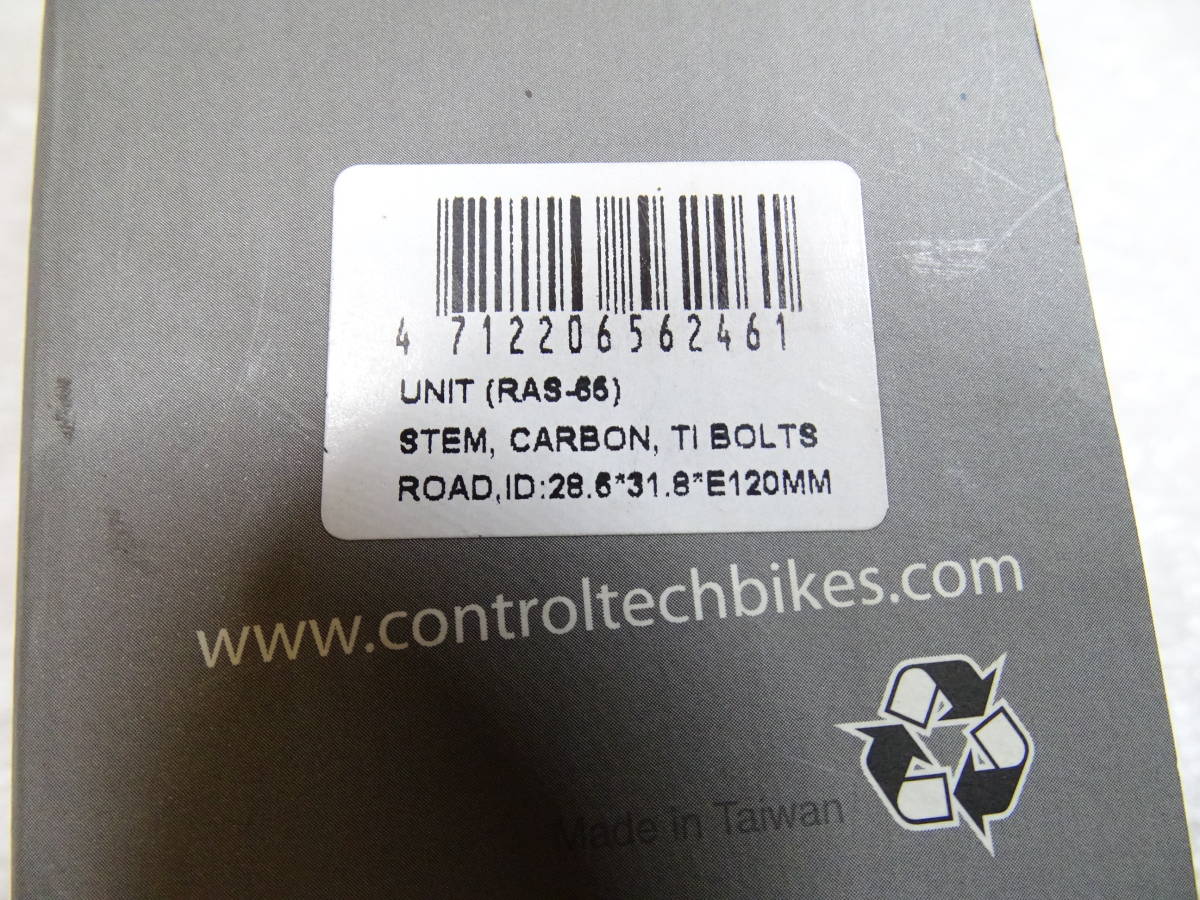 4 712206 562461
UNIT (RAS-65)
STEM, CARBON, TI BOLTS
ROAD,ID:28.6*31.8*E120MM
www.controltechbikes.com
Made in Taiwan